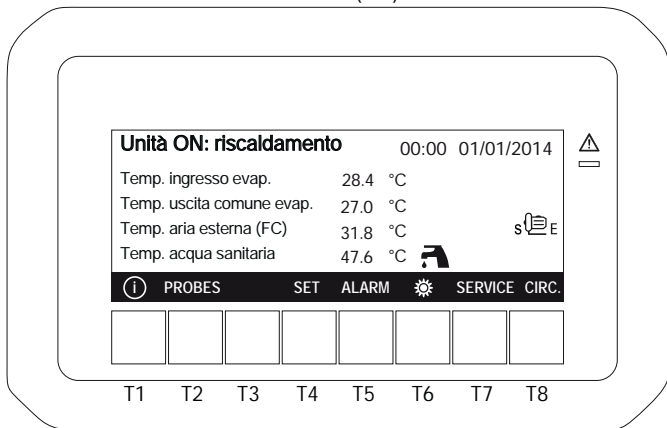 Unità ON: riscaldamento 00:00 01/01/2014
Temp. ingresso evap. 28.4 °C
Temp. uscita comune evap. 27.0 °C
Temp. aria esterna (FC) 31.8 °C
S E
Temp. acqua sanitaria 47.6 °C
i PROBES SET ALARM SERVICE CIRC.
T1 T2 T3 T4 T5 T6 T7 T8